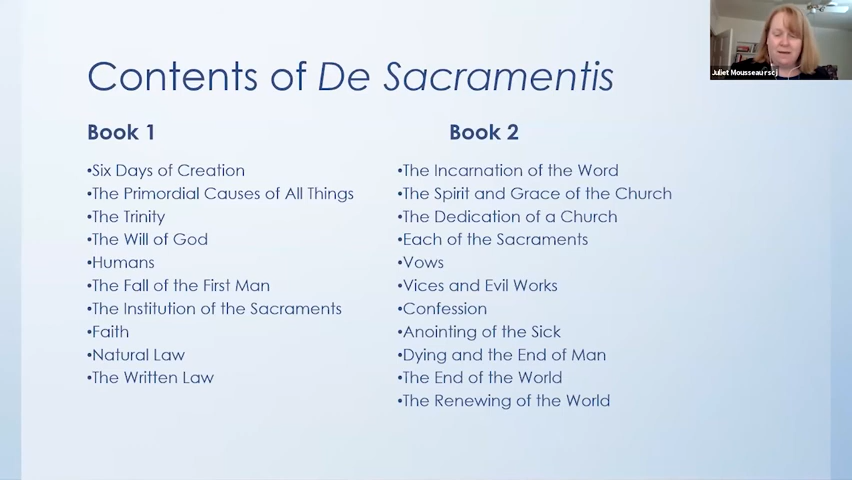 Contents of De Sacramentis
Juliet Mousseau rscj
Book 1
•Six Days of Creation
•The Primordial Causes of All Things
•The Trinity
•The Will of God
•Humans
•The Fall of the First Man
•The Institution of the Sacraments
•Faith
•Natural Law
•The Written Law
Book 2
•The Incarnation of the Word
•The Spirit and Grace of the Church
•The Dedication of a Church
•Each of the Sacraments
•Vows
•Vices and Evil Works
•Confession
•Anointing of the Sick
•Dying and the End of Man
•The End of the World
•The Renewing of the World